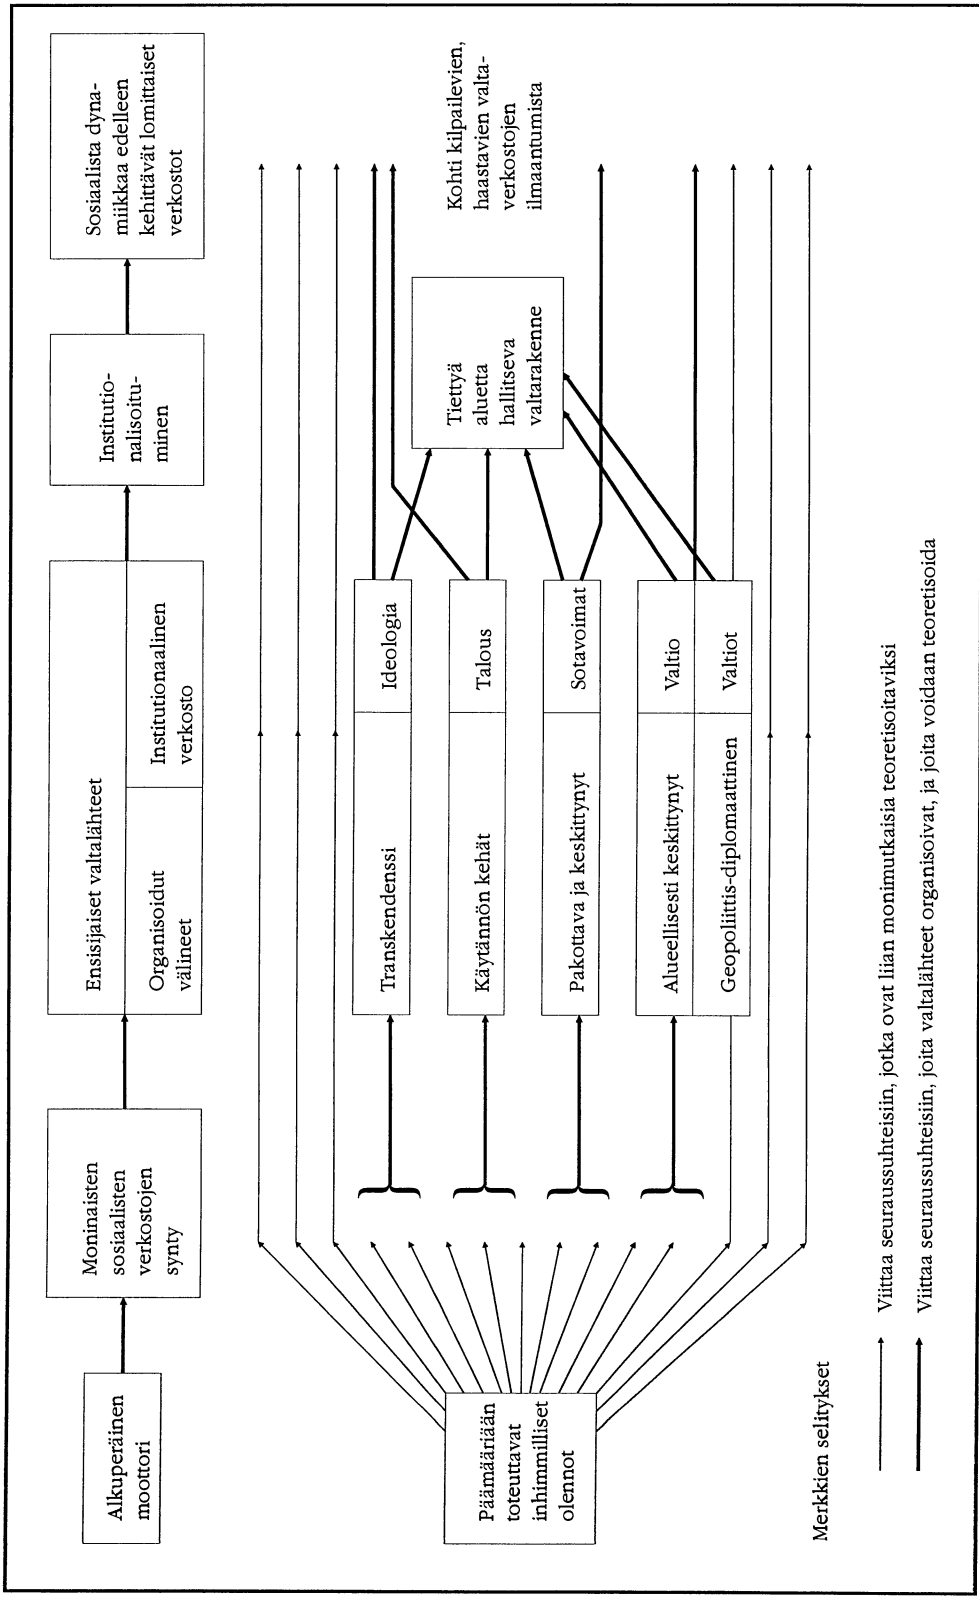 Alkuperäinen
moottori
Moninaisten
sosiaalisten
verkostojen
synty
Ensisijaiset valtalähteet
Organisoidut
välineet
Institutionaalinen
verkosto
Institutio-
nalisoitu-
minen
Sosiaalista dyna-
miikkaa edelleen
kehittävät lomittaiset
verkostot
Päämääriään
toteuttavat
inhimmilliset
olennot
Transkendenssi
Ideologia
Käytännön kehät
Talous
Pakottava ja keskittynyt
Sotavoimat
Alueellisesti keskittynyt
Valtio
Geopoliittis-diplomaattinen
Valtiot
Tiettyä
aluetta
hallitseva
valtarakenne
Kohti kilpailevien,
haastavien valta-
verkostojen
ilmaantumista
Merkkien selitykset
Viittaa seuraussuhteisiin, jotka ovat liian monimutkaisia teoretisoitaviksi
Viittaa seuraussuhteisiin, joita valtalähteet organisoivat, ja joita voidaan teoretisoida